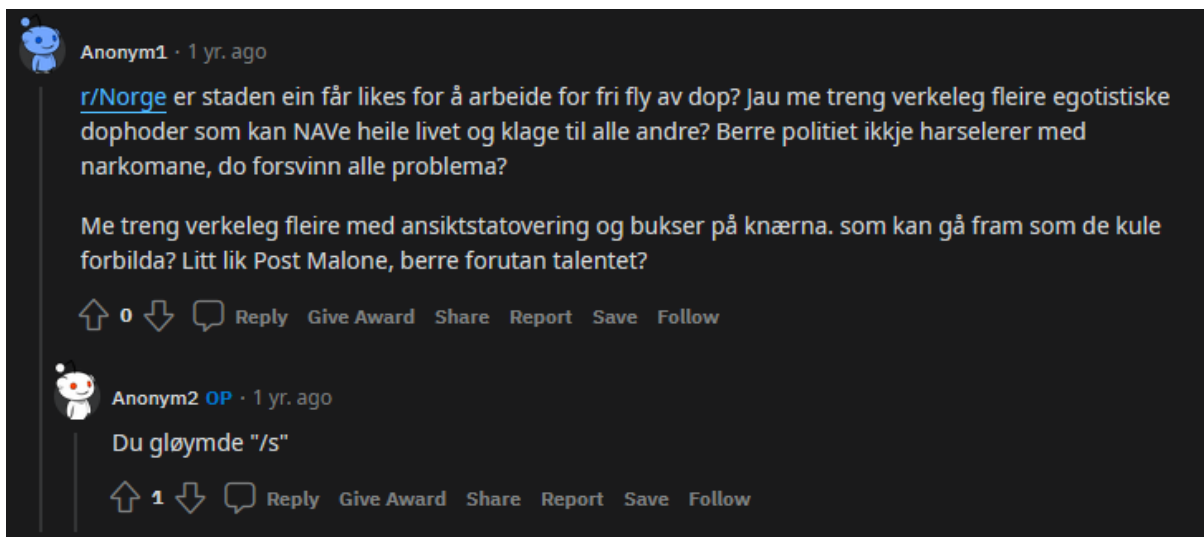 Anonym1 · 1 yr. ago
r/Norge er staden ein får likes for å arbeide for fri fly av dop? Jau me treng verkeleg fleire egotistiske
dophoder som kan NAVe heile livet og klage til alle andre? Berre politiet ikkje harselerer med
narkomane, do forsvinn alle problema?
Me treng verkeleg fleire med ansiktstatovering og bukser på knærna. som kan gå fram som de kule
forbilda? Litt lik Post Malone, berre forutan talentet?
0 Reply Give Award Share Report Save Follow
Anonym2 OP · 1 yr. ago
Du gløymde "/s"
1 Reply Give Award Share Report Save Follow